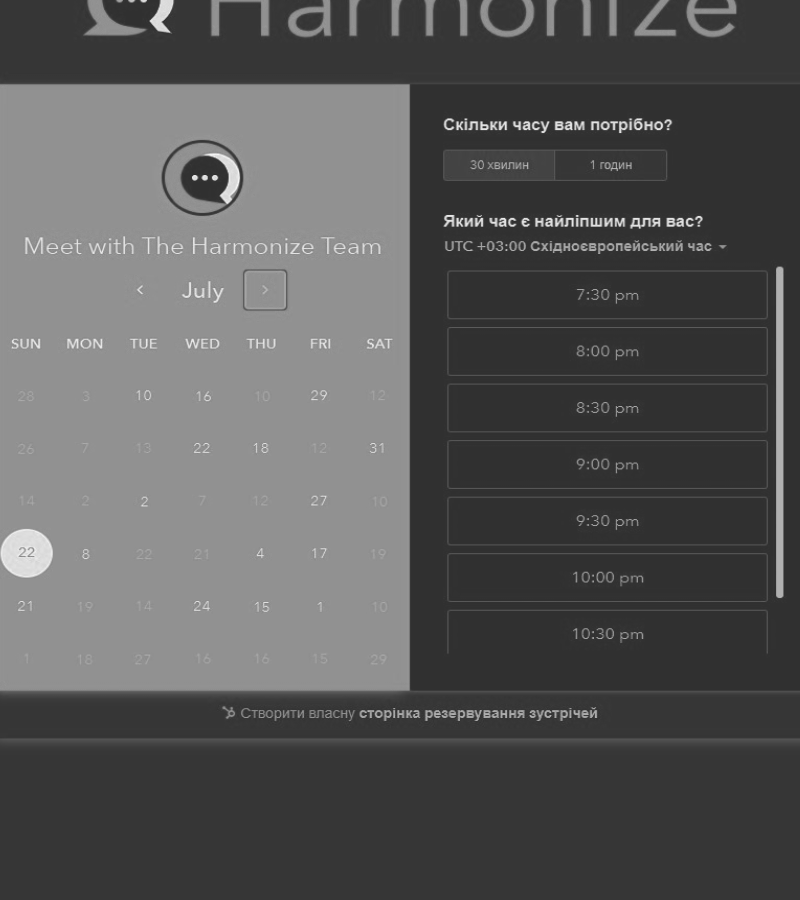 Harmonize
Meet with The Harmonize Team
July
SUN MON TUE WED THU FRI SAT
28 3 10 16 10 29 12
26 7 13 22 18 12 31
14 2 2 7 12 27 10
22 8 22 21 4 17 19
21 19 14 24 15 1 10
1 18 27 16 16 15 29
Скільки часу вам потрібно?
30 хвилин 1 годин
Який час є найліпшим для вас?
UTC +03:00 Східноєвропейський час
7:30 pm
8:00 pm
8:30 pm
9:00 pm
9:30 pm
10:00 pm
10:30 pm
Створити власну сторінка резервування зустрічей